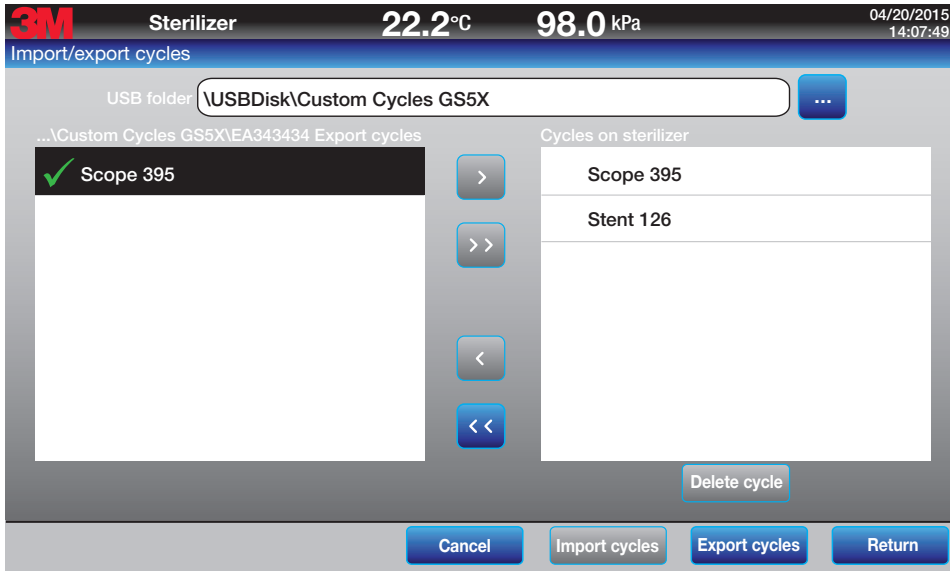 3M Sterilizer 22.2°C 98.0 kPa 04/20/2015
14:07:49
Import/export cycles
USB folder \USBDisk\Custom Cycles GS5X ...
...\Custom Cycles GS5X\EA343434 Export cycles
Scope 395
>
>>
<
<<
Cycles on sterilizer
Scope 395
Stent 126
Delete cycle
Cancel Import cycles Export cycles Return